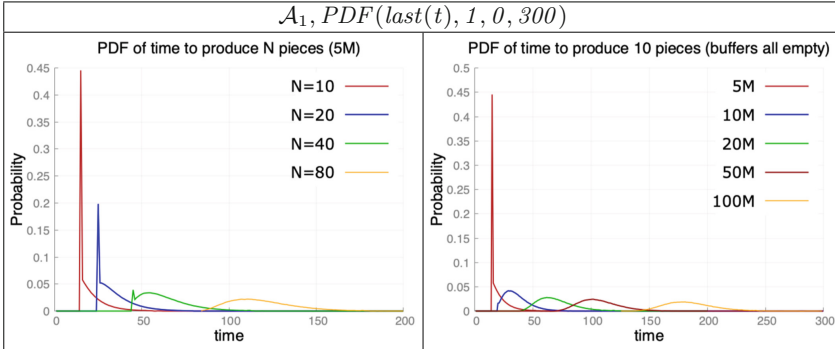 A₁, PDF(last(t), 1, 0, 300)
PDF of time to produce N pieces (5M)
0.45
0.4
0.35
0.3
0.25
0.2
0.15
0.1
0.05
0
Probability
N=10
N=20
N=40
N=80
0 50 100 150 200
time
PDF of time to produce 10 pieces (buffers all empty)
0.5
0.45
0.4
0.35
0.3
0.25
0.2
0.15
0.1
0.05
0
Probability
5M
10M
20M
50M
100M
0 50 100 150 200 250 300
time